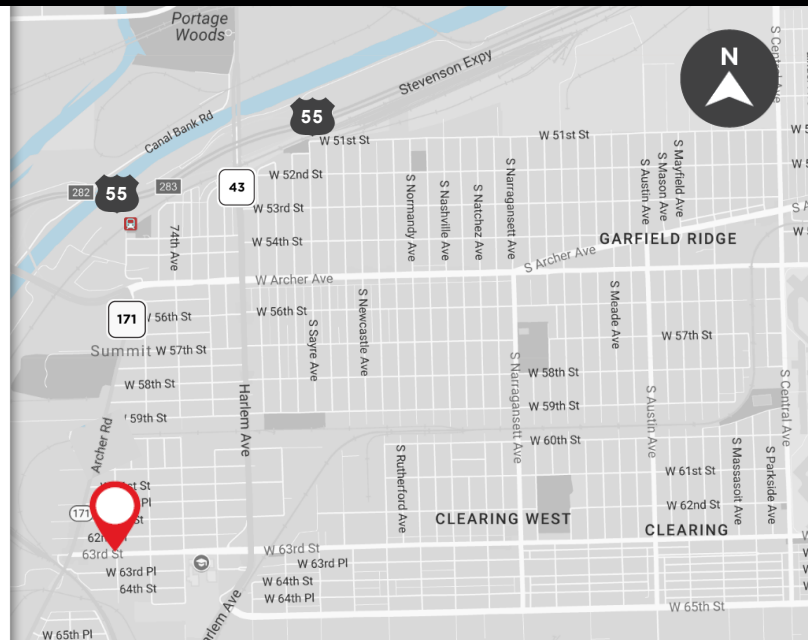 Portage
Woods
N
S Central Ave
Stevenson Expy
55
Canal Bank Rd
W 51st St
W 51st St
W 52nd St
43
282
55
283
W 53rd St
W 54th St
74th Ave
S Normandy Ave
S Nashville Ave
S Natchez Ave
S Narragansett Ave
S Austin Ave
S Mason Ave
S Mayfield Ave
GARFIELD RIDGE
S Archer Ave
W Archer Ave
171
56th St
W 56th St
S Sayre Ave
S Newcastle Ave
S Meade Ave
W 57th St
Summit
W 57th St
W 58th St
W 58th St
59th St
W 59th St
W 60th St
Harlem Ave
Archer Rd
S Narragansett Ave
S Austin Ave
S Central Ave
S Rutherford Ave
W 61st St
W 62nd St
S Massasoit Ave
S Parkside Ave
St
Pl
171
St
CLEARING WEST
CLEARING
63rd St
W 63rd St
W 63rd Pl
W 63rd Pl
64th St
W 64th St
W 64th Pl
W 65th St
W 65th Pl